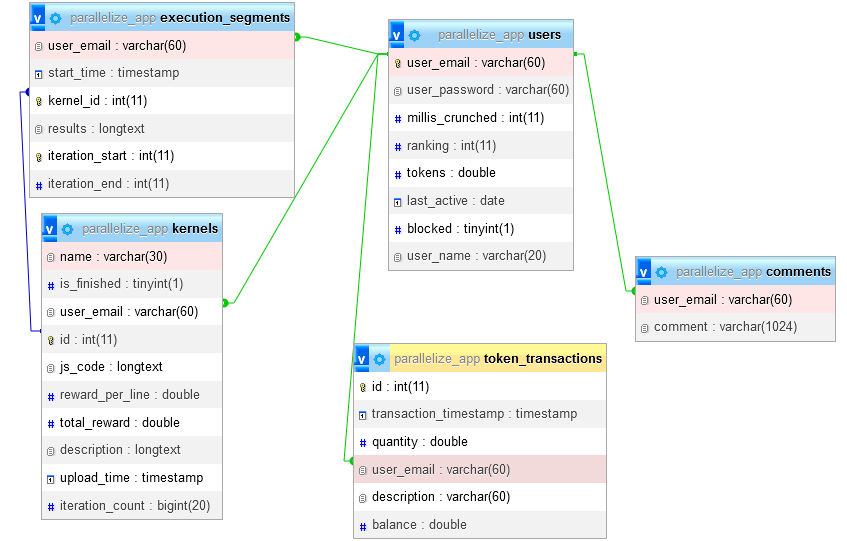 v parallelize_app execution_segments
user_email : varchar(60)
start_time : timestamp
# kernel_id : int(11)
results : longtext
iteration_start : int(11)
# iteration_end : int(11)
v parallelize_app kernels
name : varchar(30)
# is_finished : tinyint(1)
user_email : varchar(60)
id : int(11)
js_code : longtext
# reward_per_line : double
# total_reward : double
description : longtext
upload_time : timestamp
# iteration_count : bigint(20)
v parallelize_app users
user_email : varchar(60)
user_password : varchar(60)
# millis_crunched : int(11)
# ranking : int(11)
# tokens : double
last_active : date
# blocked : tinyint(1)
user_name : varchar(20)
v parallelize_app token_transactions
id : int(11)
transaction_timestamp : timestamp
# quantity : double
user_email : varchar(60)
description : varchar(60)
# balance : double
v parallelize_app comments
user_email : varchar(60)
comment : varchar(1024)